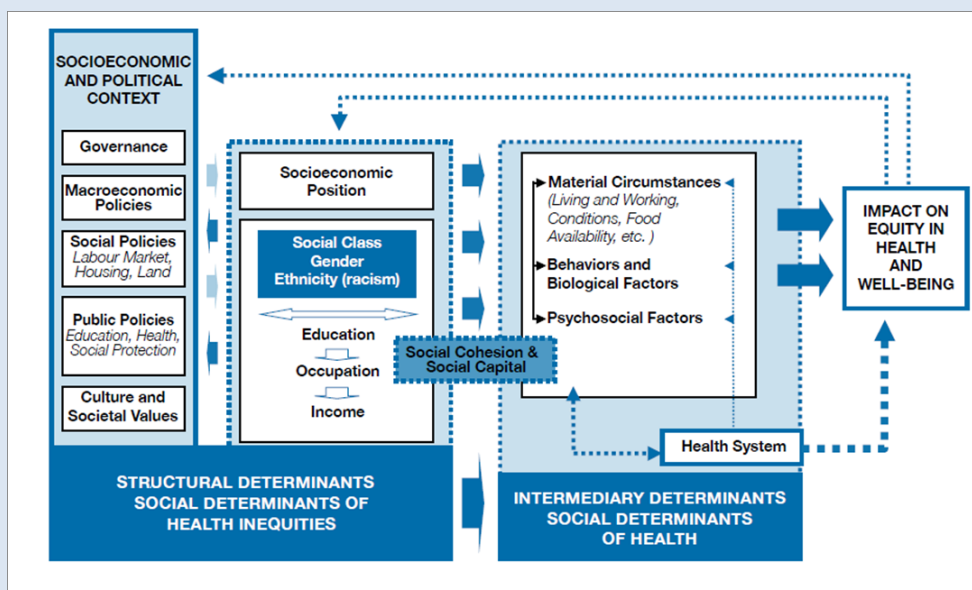 SOCIOECONOMIC
AND POLITICAL
CONTEXT
Governance
Macroeconomic
Policies
Social Policies
Labour Market,
Housing, Land
Public Policies
Education, Health,
Social Protection
Culture and
Societal Values
Socioeconomic
Position
Social Class
Gender
Ethnicity (racism)
Education
Occupation
Income
Social Cohesion &
Social Capital
Material Circumstances
(Living and Working,
Conditions, Food
Availability, etc. )
Behaviors and
Biological Factors
Psychosocial Factors
Health System
IMPACT ON
EQUITY IN
HEALTH
AND
WELL-BEING
STRUCTURAL DETERMINANTS
SOCIAL DETERMINANTS OF
HEALTH INEQUITIES
INTERMEDIARY DETERMINANTS
SOCIAL DETERMINANTS
OF HEALTH